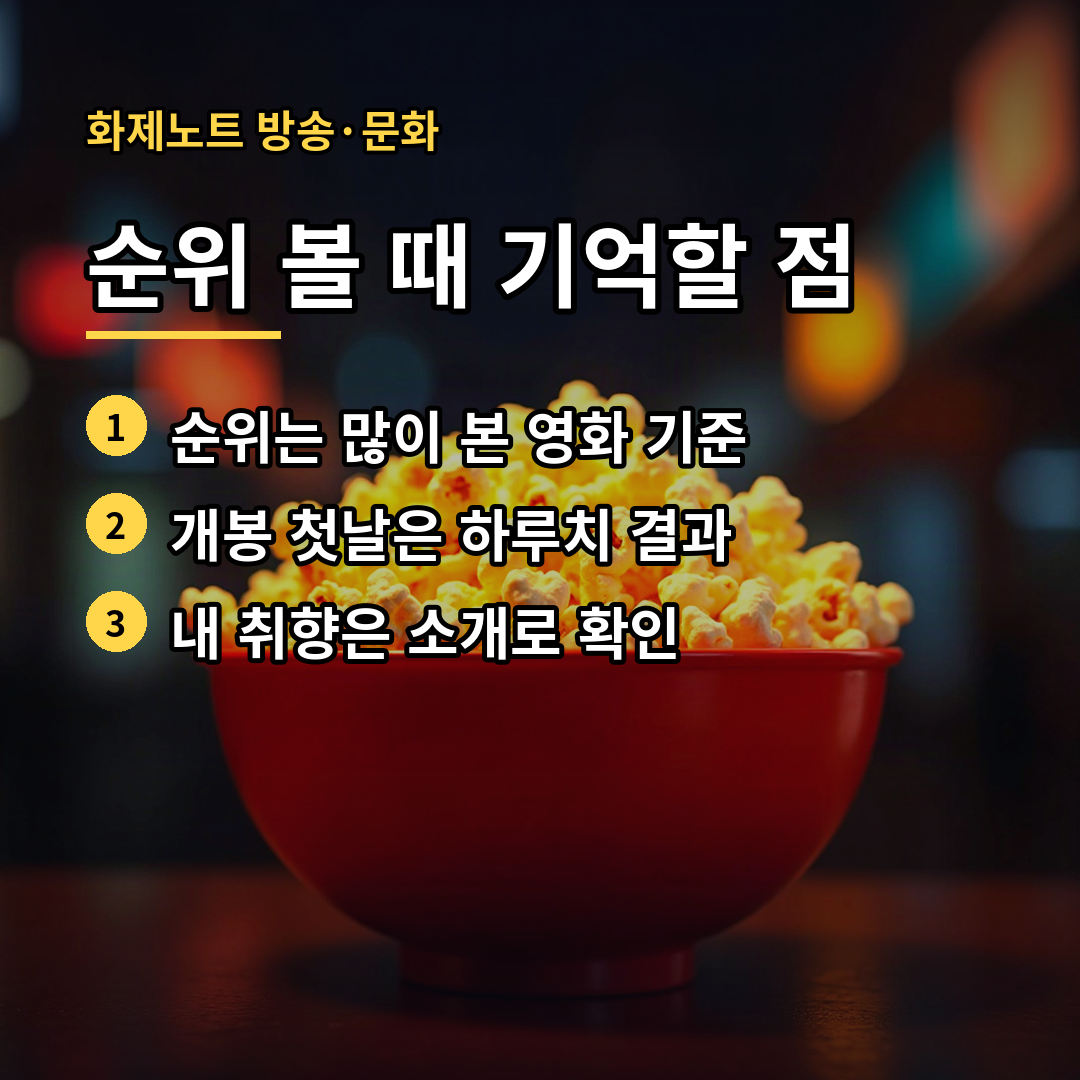 화제노트 방송·문화
순위 볼 때 기억할 점
1 순위는 많이 본 영화 기준
2 개봉 첫날은 하루치 결과
3 내 취향은 소개로 확인